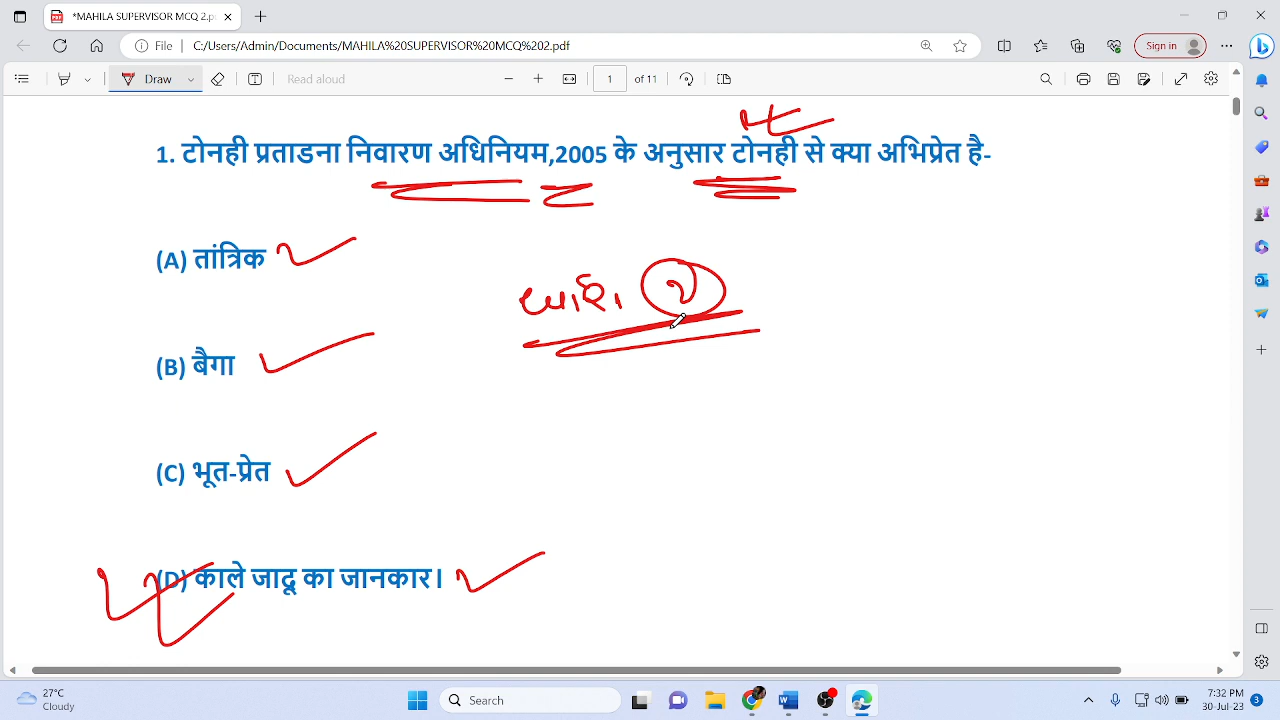 *MAHILA SUPERVISOR MCQ 2.p
File C:/Users/Admin/Documents/MAHILA%20SUPERVISOR%20MCQ%202.pdf Sign in
Draw Read aloud 1 of 11
1. टोनही प्रताडना निवारण अधिनियम,2005 के अनुसार टोनही से क्या अभिप्रेत है-
(A) तांत्रिक
धारा २
(B) बैगा
(C) भूत-प्रेत
(D) काले जादू का जानकार।
27°C
Cloudy
Search
7:32 PM
30-Jul-23
3